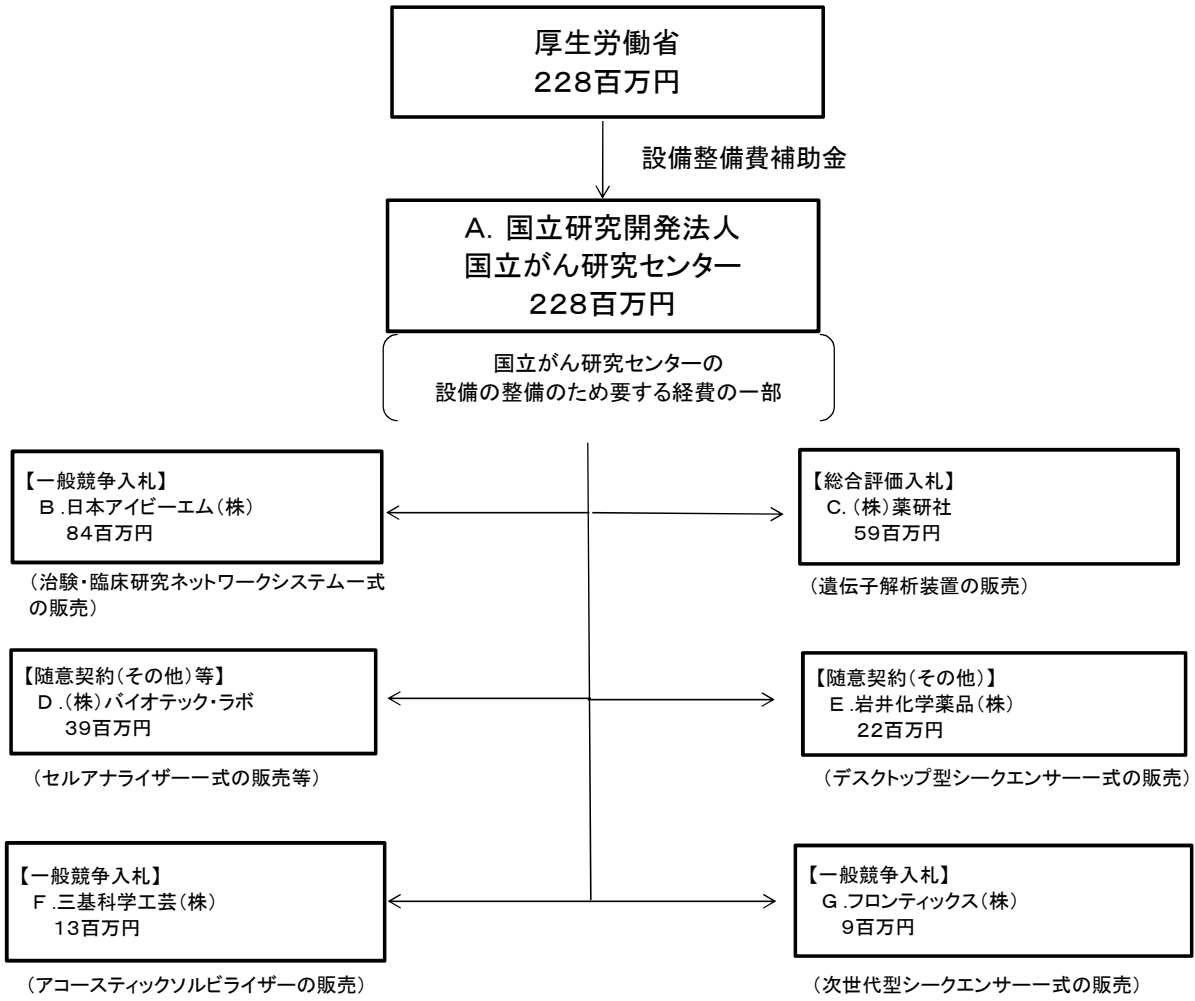 厚生労働省
228百万円
設備整備費補助金
A．国立研究開発法人
国立がん研究センター
228百万円
国立がん研究センターの
設備の整備のため要する経費の一部
【一般競争入札】
B．日本アイビーエム（株）
84百万円
（治験・臨床研究ネットワークシステム一式
の販売）
【総合評価入札】
C．（株）薬研社
59百万円
（遺伝子解析装置の販売）
【随意契約（その他）等】
D．（株）バイオテック・ラボ
39百万円
（セルアナライザー一式の販売等）
【随意契約（その他）】
E．岩井化学薬品（株）
22百万円
（デスクトップ型シークエンサー一式の販売）
【一般競争入札】
F．三基科学工芸（株）
13百万円
（アコースティックソルビライザーの販売）
【一般競争入札】
G．フロンティックス（株）
9百万円
（次世代型シークエンサー一式の販売）